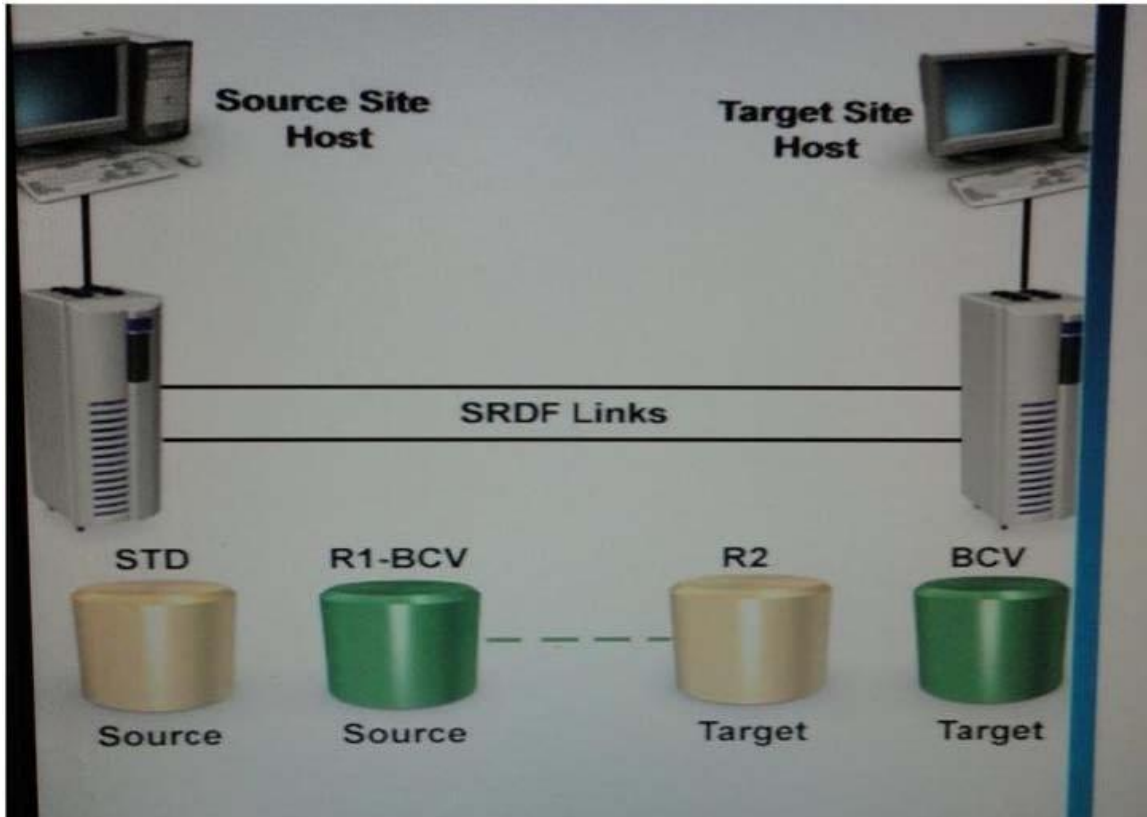 Source Site
Host
Target Site
Host
SRDF Links
STD
R1-BCV
R2
BCV
Source
Source
Target
Target